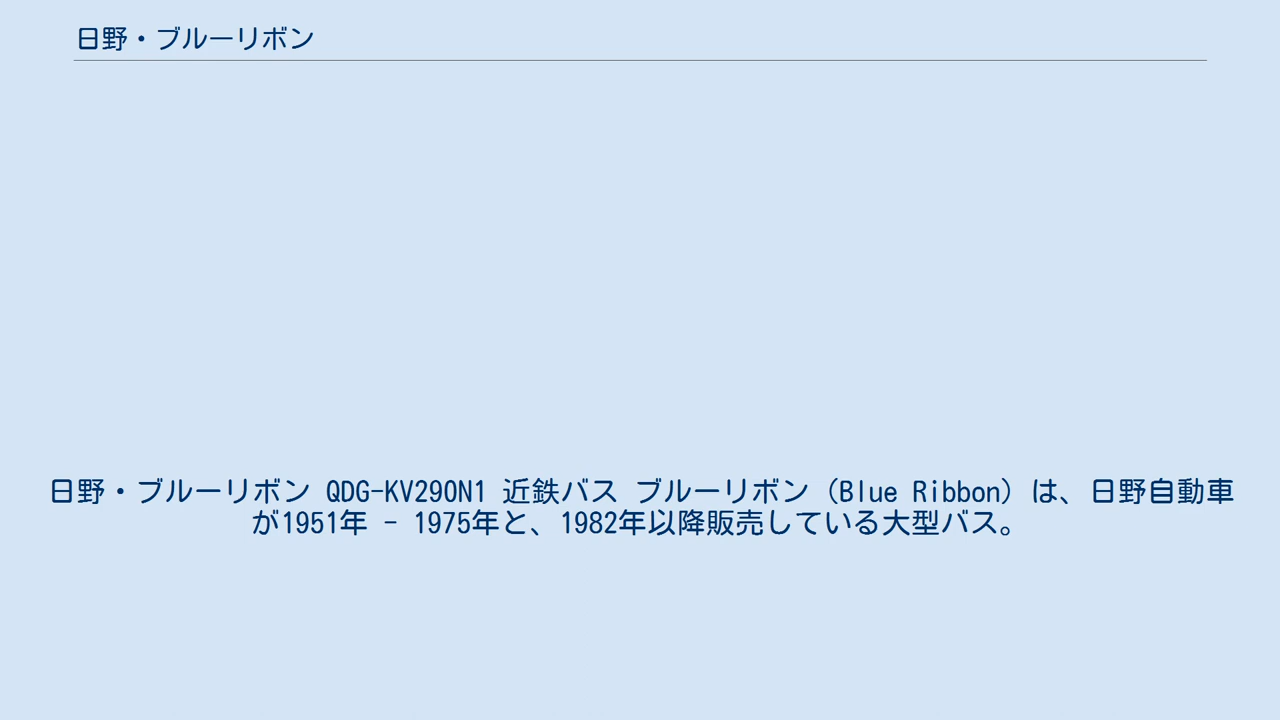 日野・ブルーリボン
日野・ブルーリボン QDG-KV290N1 近鉄バス ブルーリボン（Blue Ribbon）は、日野自動車
が1951年 - 1975年と、1982年以降販売している大型バス。